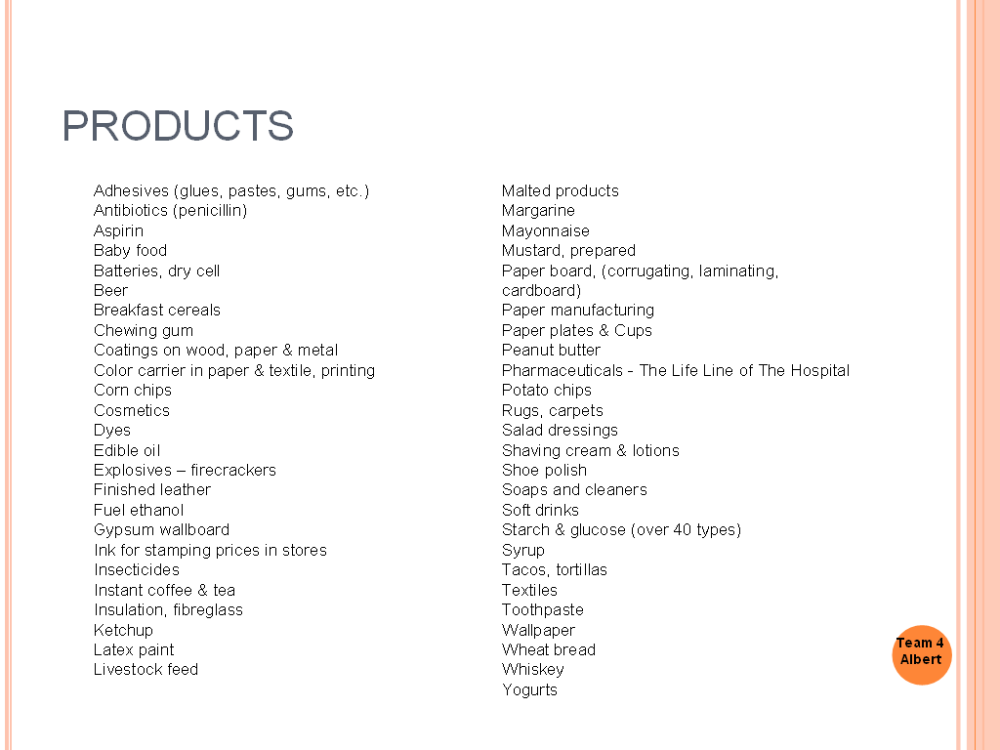 PRODUCTS
Adhesives (glues, pastes, gums, etc.)
Antibiotics (penicillin)
Aspirin
Baby food
Batteries, dry cell
Beer
Breakfast cereals
Chewing gum
Coatings on wood, paper & metal
Color carrier in paper & textile, printing
Corn chips
Cosmetics
Dyes
Edible oil
Explosives – firecrackers
Finished leather
Fuel ethanol
Gypsum wallboard
Ink for stamping prices in stores
Insecticides
Instant coffee & tea
Insulation, fibreglass
Ketchup
Latex paint
Livestock feed
Malted products
Margarine
Mayonnaise
Mustard, prepared
Paper board, (corrugating, laminating,
cardboard)
Paper manufacturing
Paper plates & Cups
Peanut butter
Pharmaceuticals - The Life Line of The Hospital
Potato chips
Rugs, carpets
Salad dressings
Shaving cream & lotions
Shoe polish
Soaps and cleaners
Soft drinks
Starch & glucose (over 40 types)
Syrup
Tacos, tortillas
Textiles
Toothpaste
Wallpaper
Wheat bread
Whiskey
Yogurts
Team 4
Albert